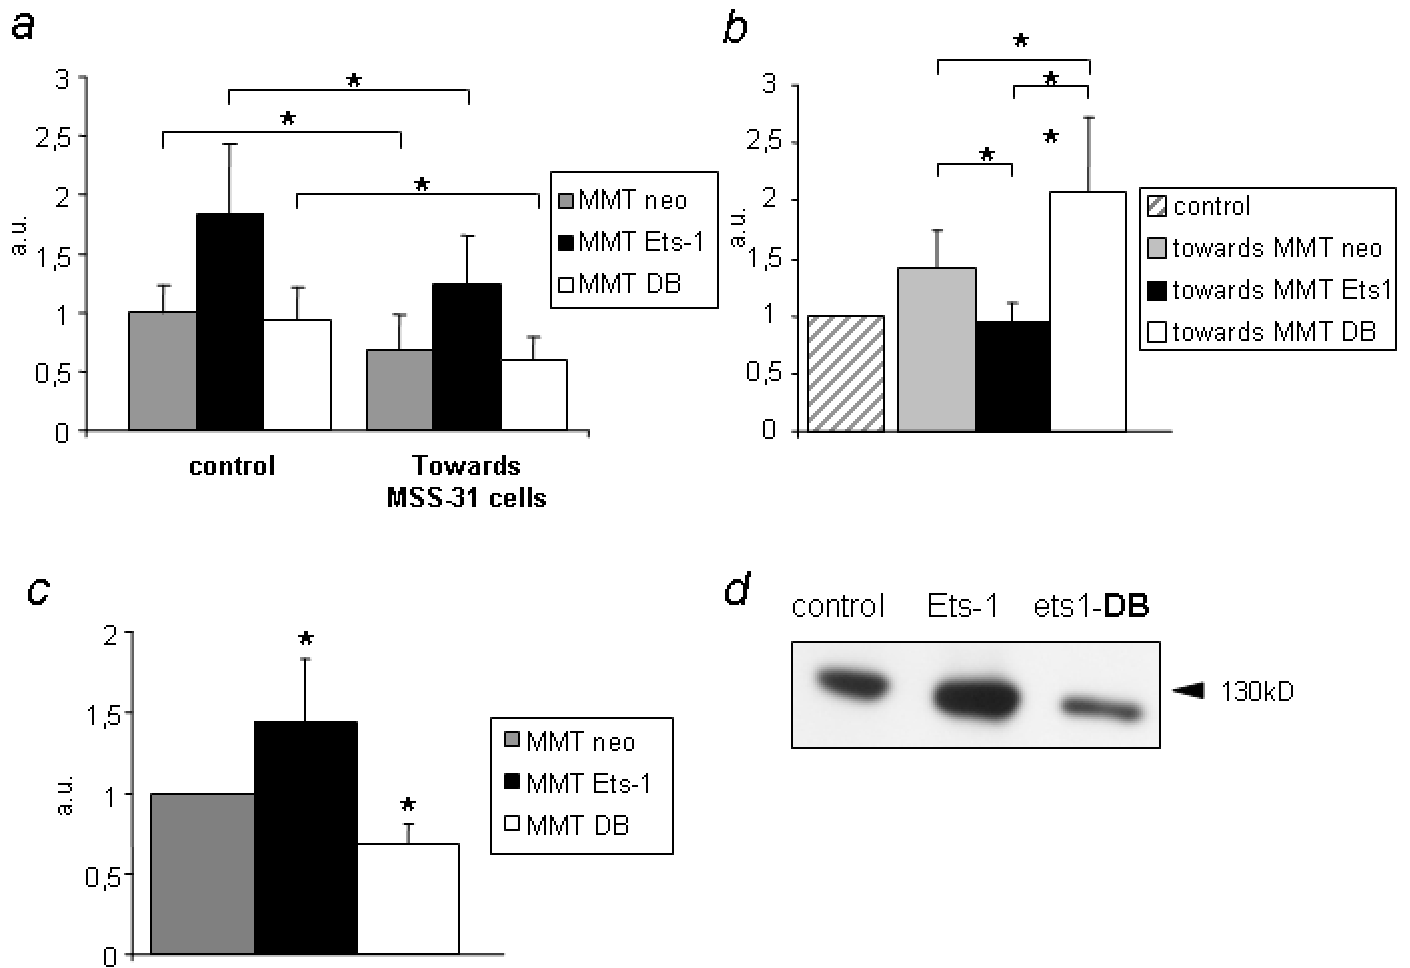 a
3
2,5
2
1,5
1
0,5
0
a.u.
*
*
*
control
Towards
MSS-31 cells
MMT neo
MMT Ets-1
MMT DB
b
3
2,5
2
1,5
1
0,5
0
a.u.
*
*
*
*
control
towards MMT neo
towards MMT Ets1
towards MMT DB
c
2
1,5
1
0,5
0
a.u.
*
*
MMT neo
MMT Ets-1
MMT DB
d
control Ets-1 ets1-DB
130kD